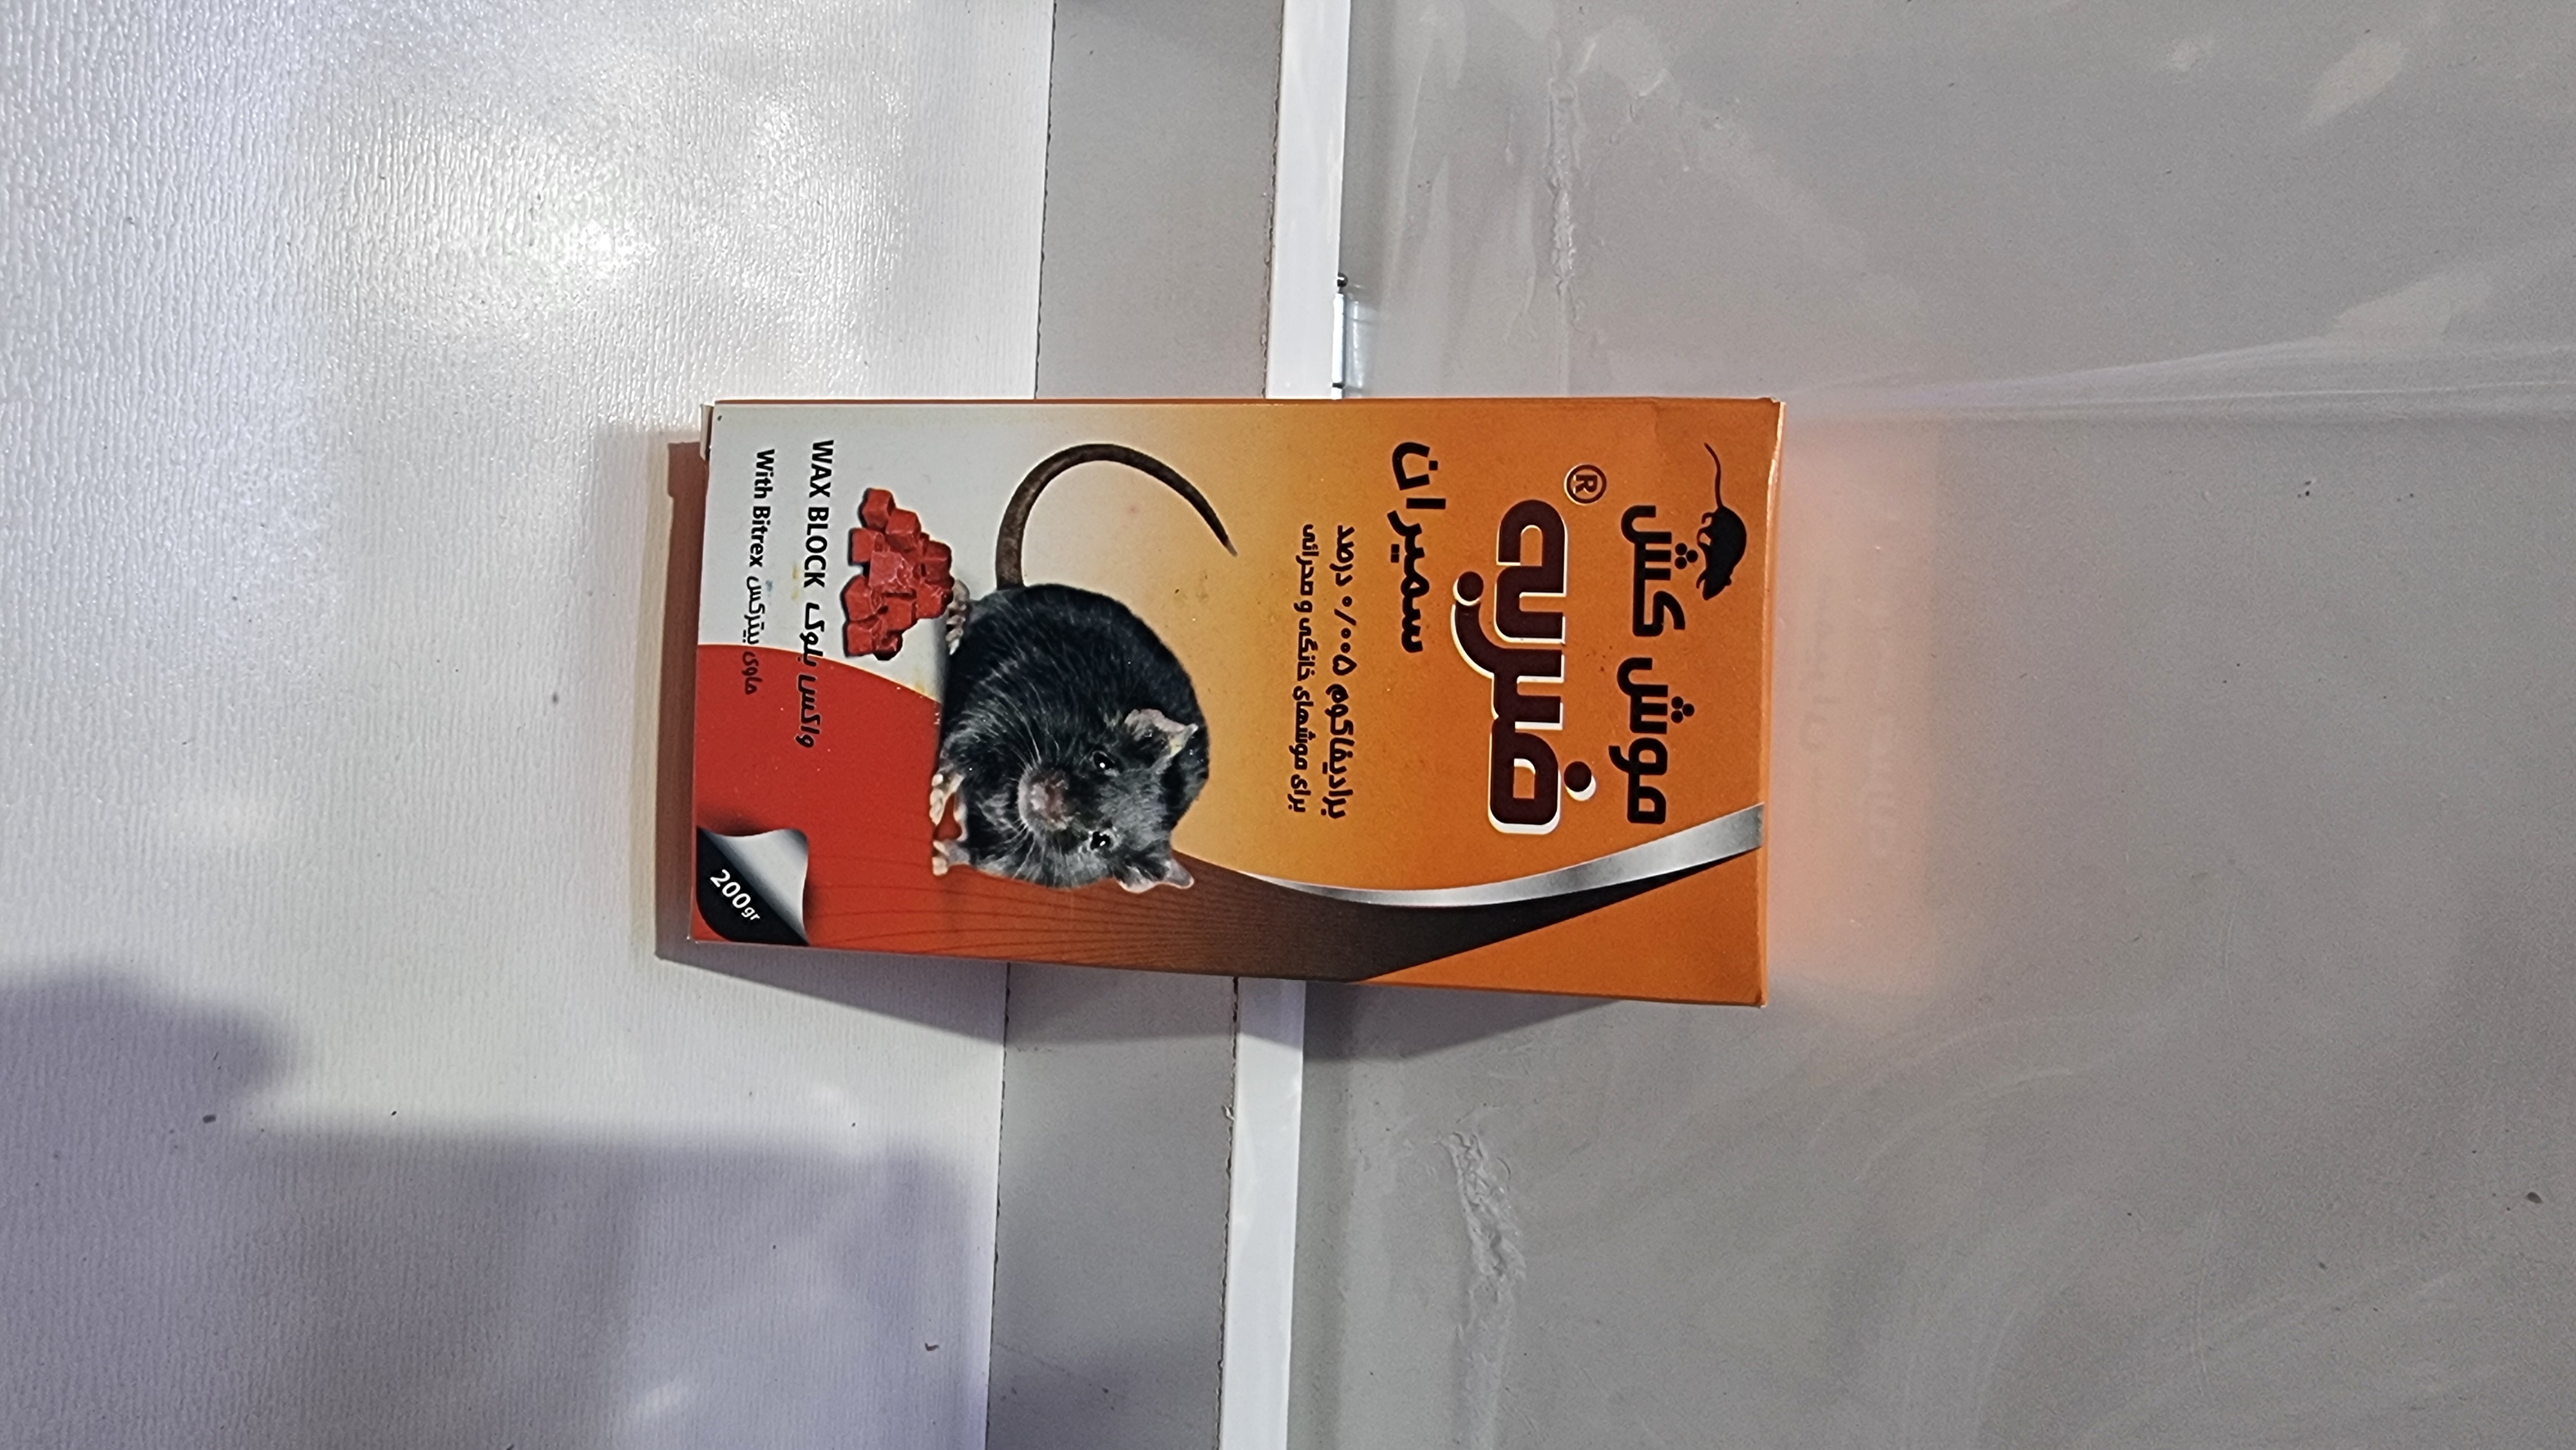 موش کش
ضربه ®
سمیران
برادیفاکوم ۰/۰۰۵ درصد
برای موشهای خانگی و صحرائی
WAX BLOCK واکس بلوک
With Bitrex حاوی بیترکس
200gr